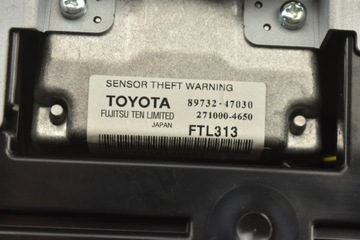 SENSOR THEFT WARNING
TOYOTA 89732-47030
FUJITSU TEN LIMITED 271000-4650
JAPAN FTL313